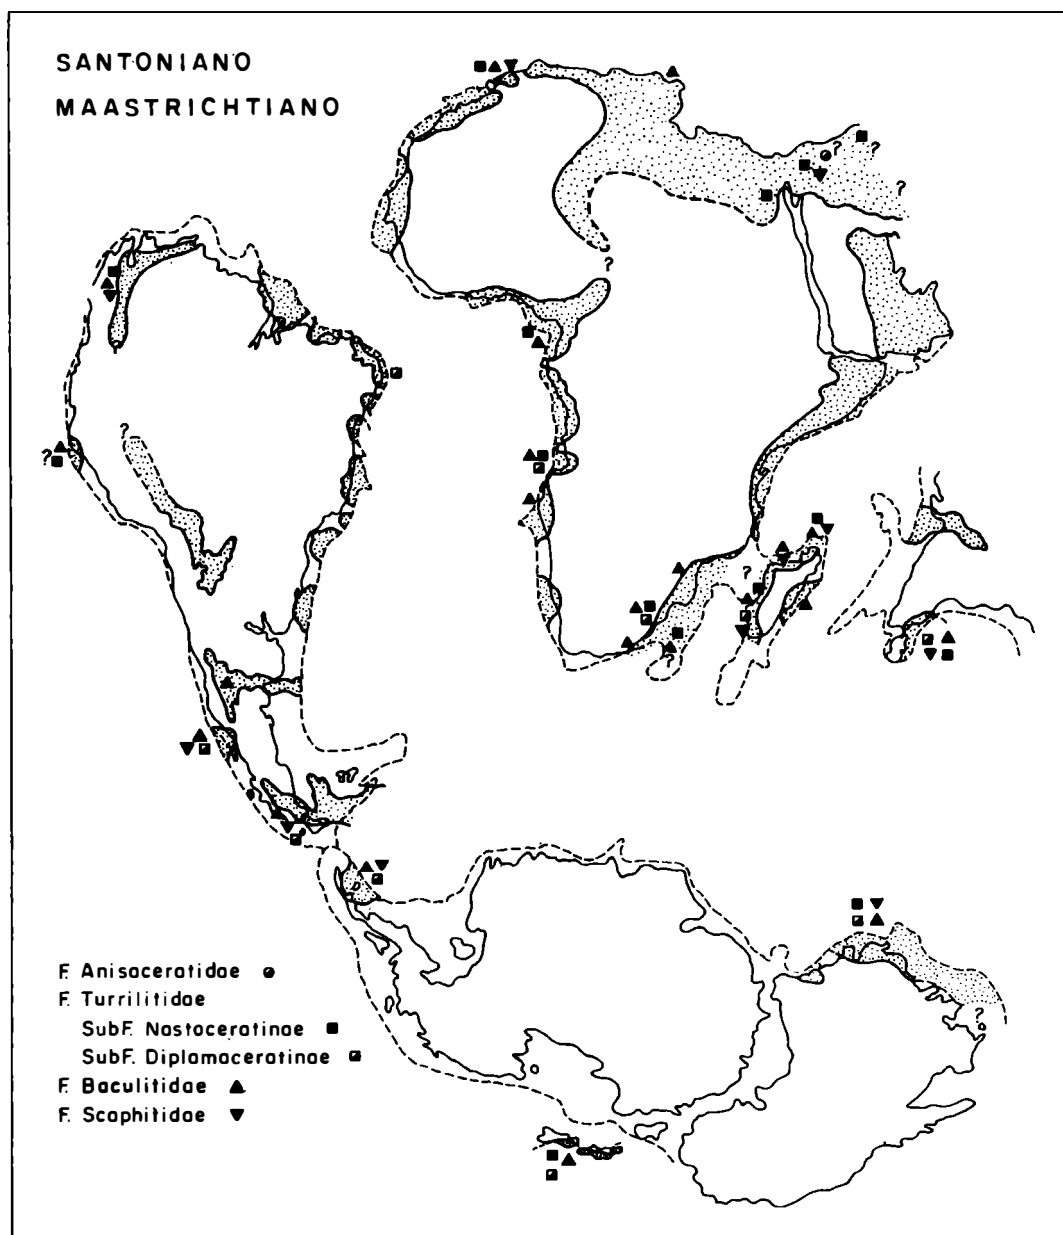 SANTONIANO
MAASTRICHTIANO
?
?
?
?
?
?
?
?
?
F. Anisoceratidae
F. Turrilitidae
SubF. Nostoceratinae
SubF. Diplomoceratinae
F. Baculitidae
F. Scaphitidae